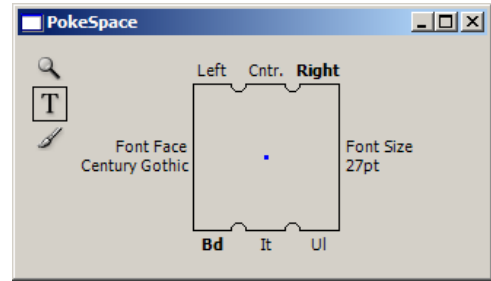 PokeSpace
Left Cntr. Right
T
Font Face
Century Gothic
Font Size
27pt
Bd It Ul